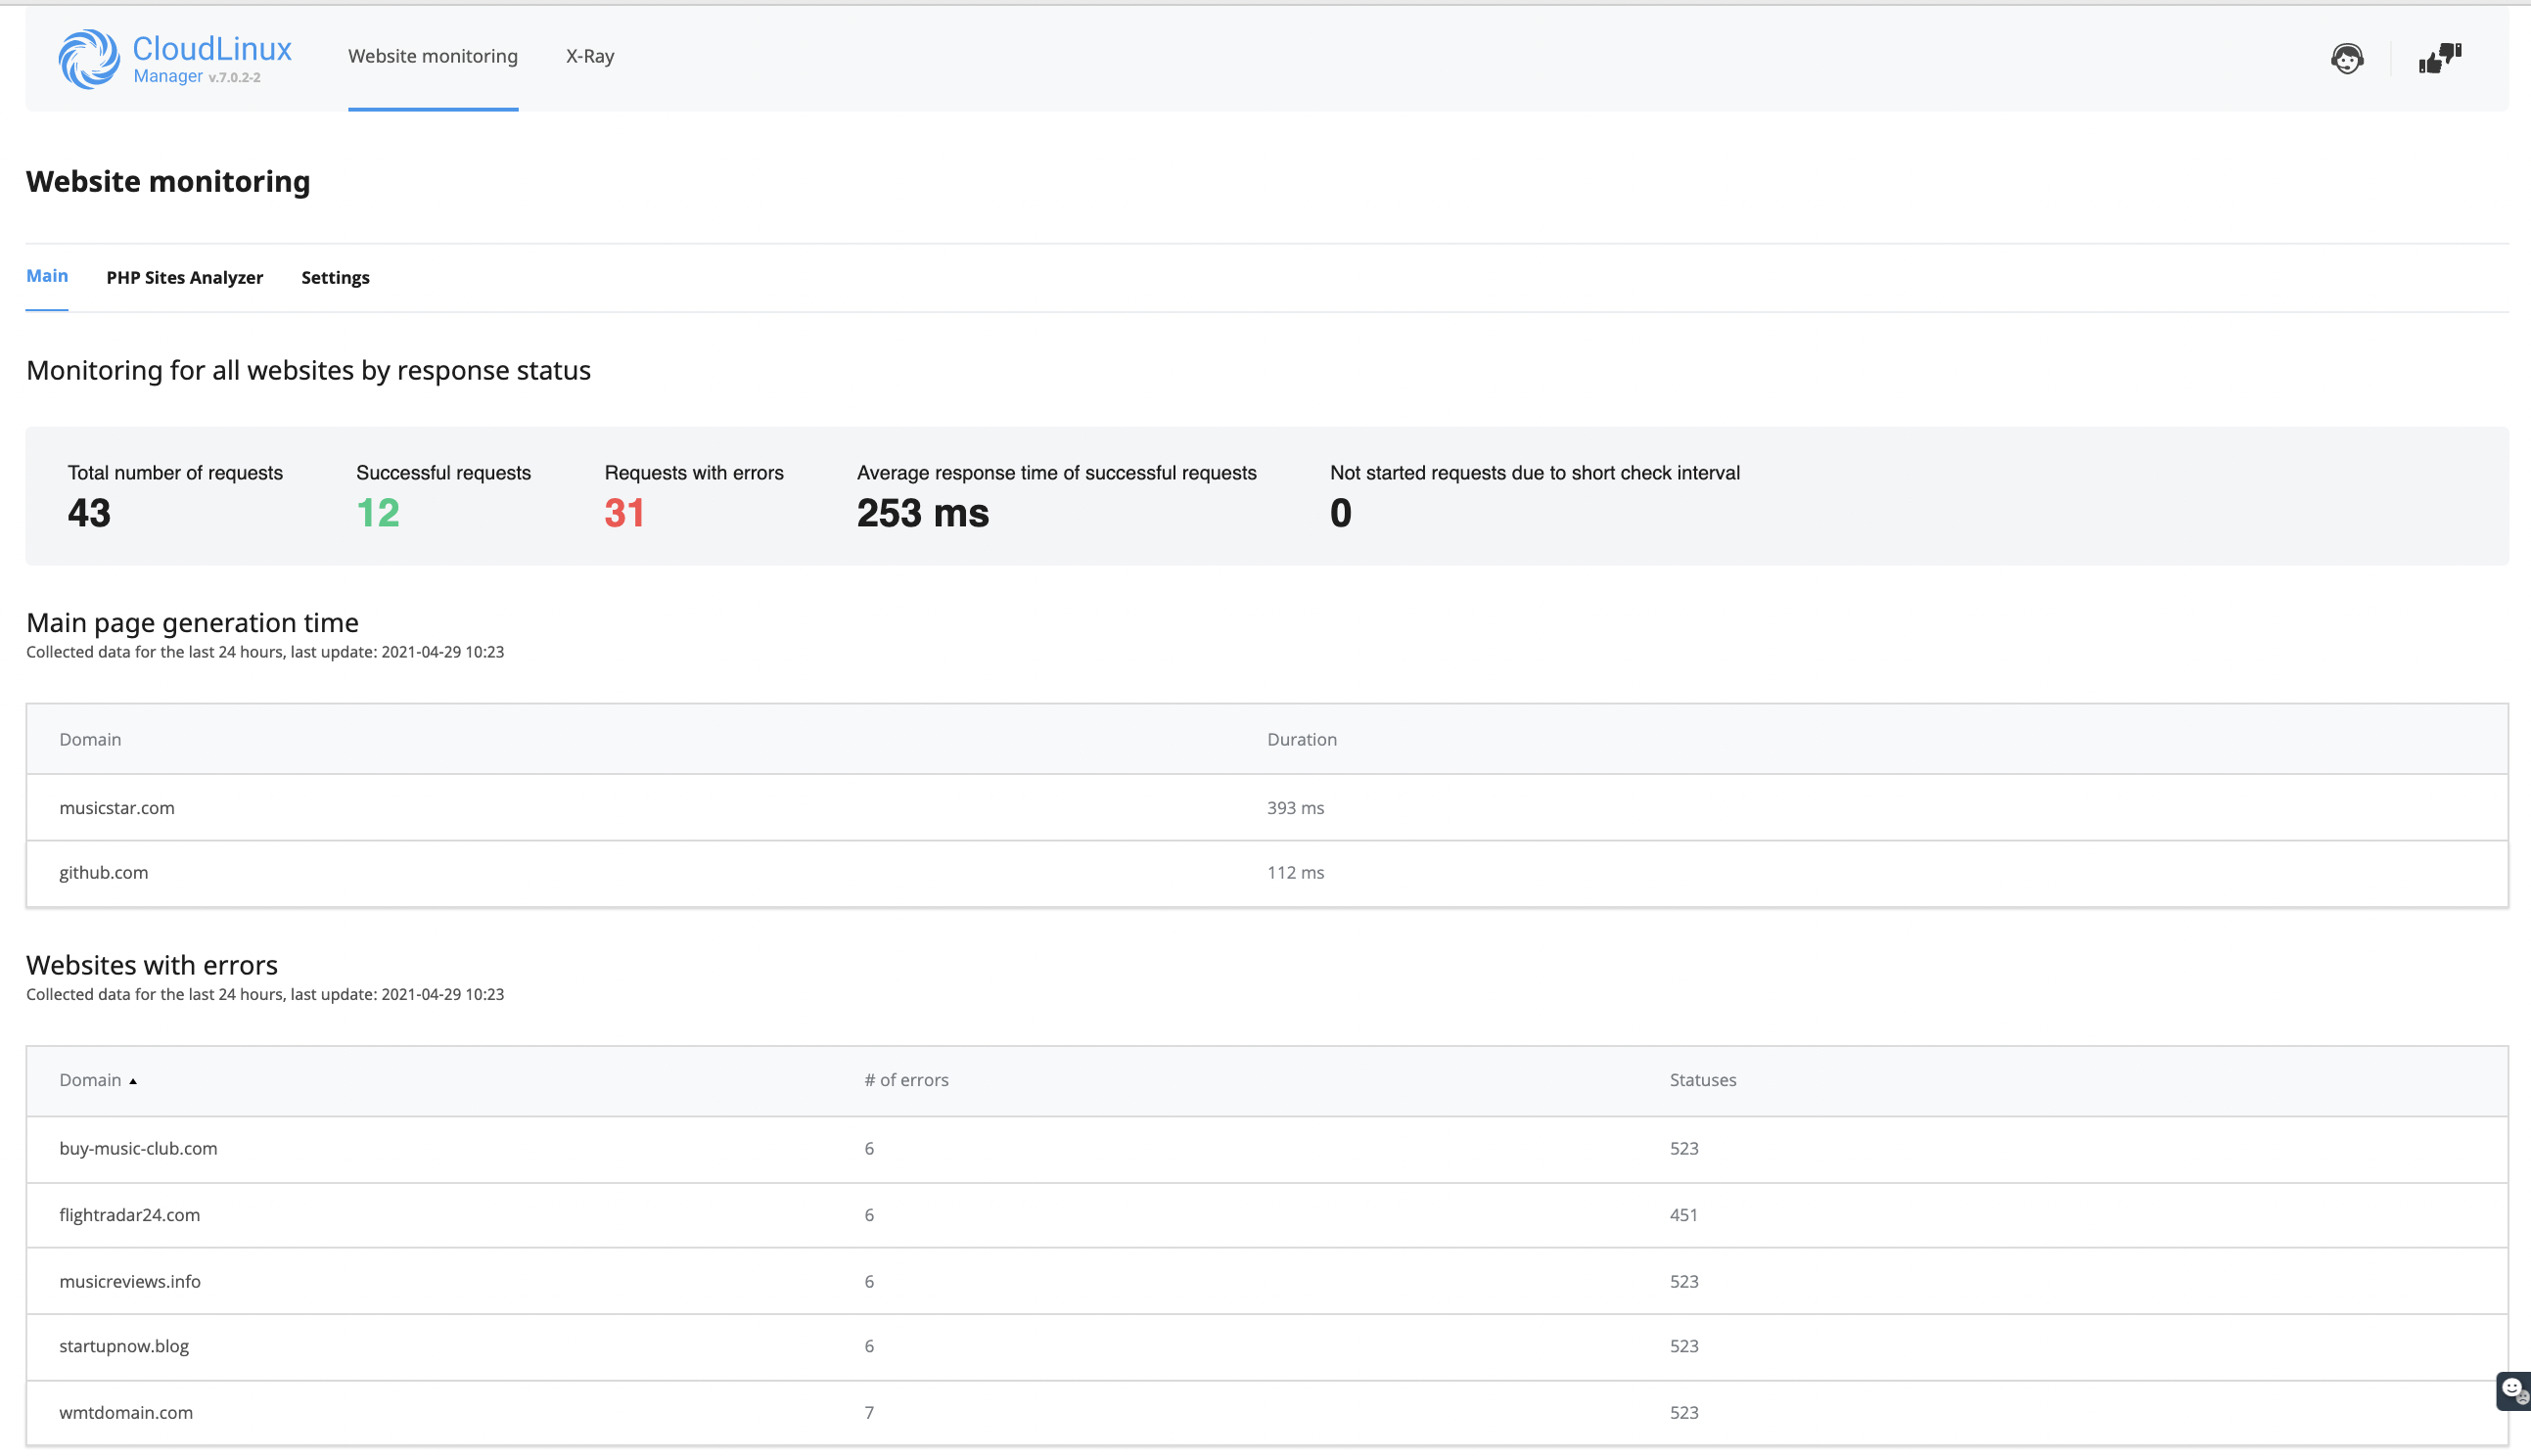 CloudLinux
Manager v.7.0.2-2
Website monitoring
X-Ray
Website monitoring
Main
PHP Sites Analyzer
Settings
Monitoring for all websites by response status
Total number of requests
43
Successful requests
12
Requests with errors
31
Average response time of successful requests
253 ms
Not started requests due to short check interval
0
Main page generation time
Collected data for the last 24 hours, last update: 2021-04-29 10:23
Domain Duration
musicstar.com 393 ms
github.com 112 ms
Websites with errors
Collected data for the last 24 hours, last update: 2021-04-29 10:23
Domain # of errors Statuses
buy-music-club.com 6 523
flightradar24.com 6 451
musicreviews.info 6 523
startupnow.blog 6 523
wmtdomain.com 7 523